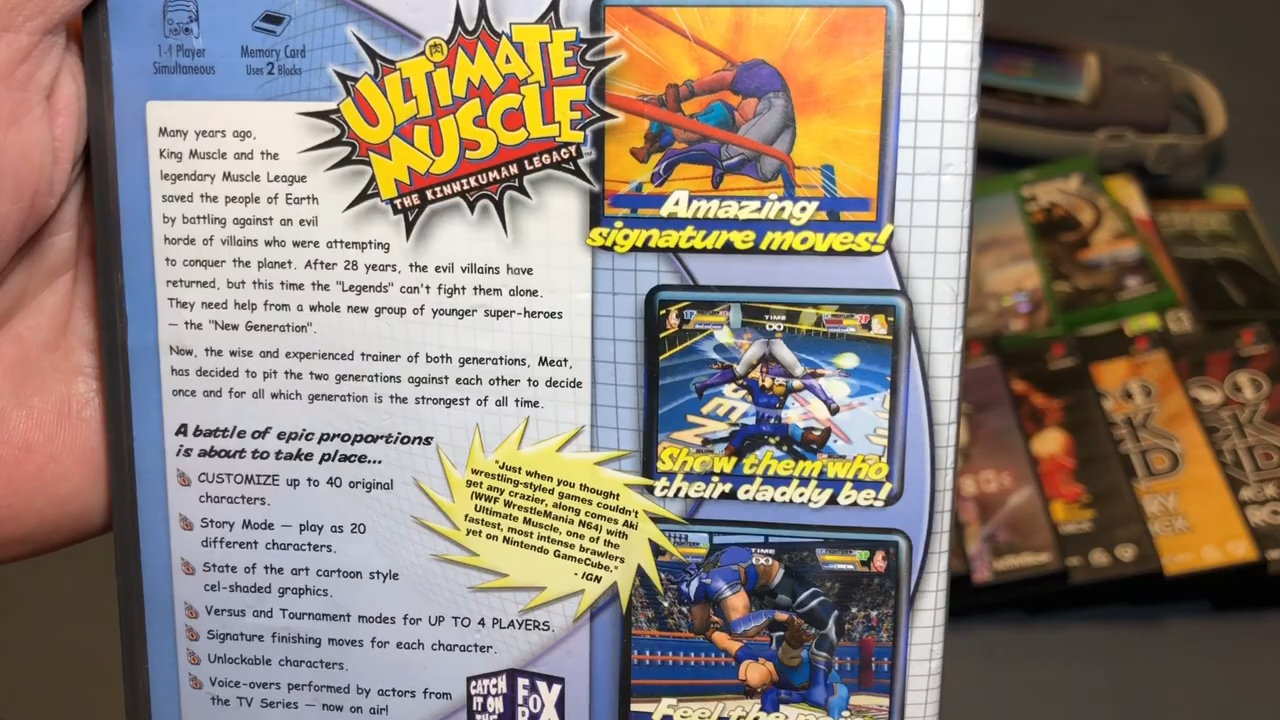 1-4 Player
Simultaneous
Memory Card
Uses 2 Blocks
肉
ULTIMATE
MUSCLE™
THE KINNIKUMAN LEGACY
Many years ago,
King Muscle and the
legendary Muscle League
saved the people of Earth
by battling against an evil
horde of villains who were attempting
to conquer the planet. After 28 years, the evil villains have
returned, but this time the "Legends" can't fight them alone.
They need help from a whole new group of younger super-heroes
— the "New Generation".
Now, the wise and experienced trainer of both generations, Meat,
has decided to pit the two generations against each other to decide
once and for all which generation is the strongest of all time.
A battle of epic proportions
is about to take place...
CUSTOMIZE up to 40 original
characters.
Story Mode — play as 20
different characters.
State of the art cartoon style
cel-shaded graphics.
Versus and Tournament modes for UP TO 4 PLAYERS.
Signature finishing moves for each character.
Unlockable characters.
Voice-overs performed by actors from
the TV Series — now on air!
"Just when you thought
wrestling-styled games couldn't
get any crazier, along comes Aki
(WWF WrestleMania N64) with
Ultimate Muscle, one of the
fastest, most intense brawlers
yet on Nintendo GameCube."
- IGN
CATCH
IT ON
THE
FOX
Amazing
signature moves!
1P
TIME
2P
Show them who
their daddy be!
TIME
2P
Feel the pain